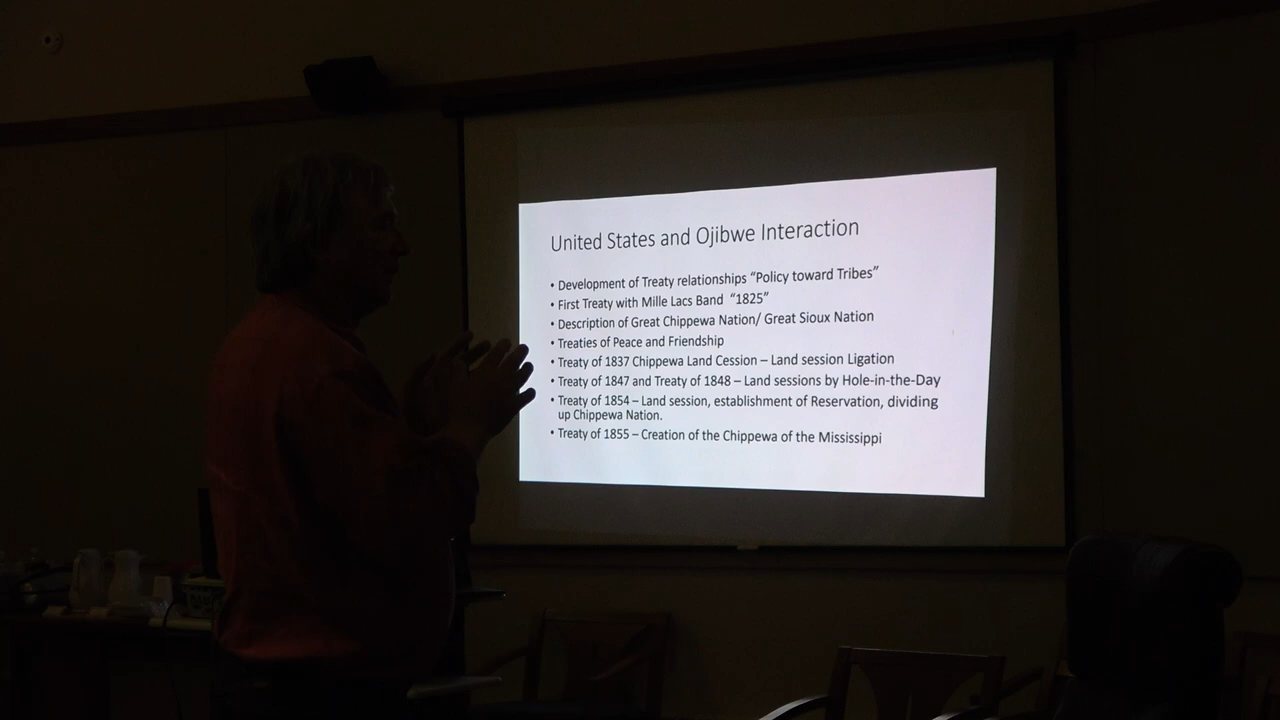 United States and Ojibwe Interaction
• Development of Treaty relationships “Policy toward Tribes”
• First Treaty with Mille Lacs Band “1825”
• Description of Great Chippewa Nation/ Great Sioux Nation
• Treaties of Peace and Friendship
• Treaty of 1837 Chippewa Land Cession – Land session Ligation
• Treaty of 1847 and Treaty of 1848 – Land sessions by Hole-in-the-Day
• Treaty of 1854 – Land session, establishment of Reservation, dividing
up Chippewa Nation.
• Treaty of 1855 – Creation of the Chippewa of the Mississippi